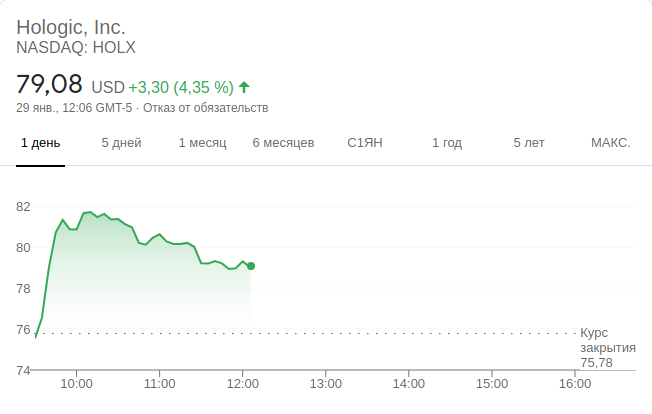 Hologic, Inc.
NASDAQ: HOLX
79,08 USD +3,30 (4,35 %)
29 янв., 12:06 GMT-5 · Отказ от обязательств
1 день 5 дней 1 месяц 6 месяцев С1ЯН 1 год 5 лет МАКС.
82
80
78
76
Курс
закрытия
75,78
74
10:00 11:00 12:00 13:00 14:00 15:00 16:00